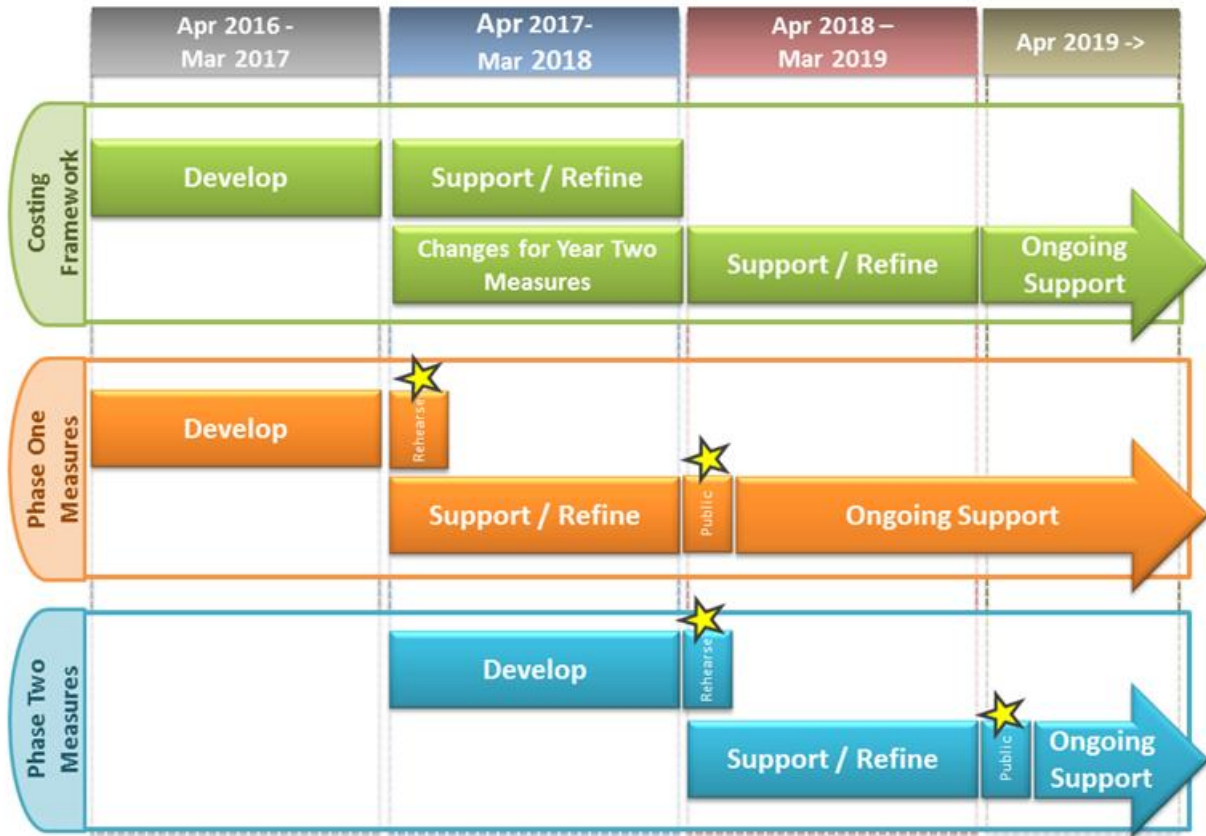 Apr 2016 -
Mar 2017
Apr 2017-
Mar 2018
Apr 2018 –
Mar 2019
Apr 2019 ->
Costing
Framework
Develop
Support / Refine
Changes for Year Two
Measures
Support / Refine
Ongoing
Support
Phase One
Measures
Develop
Rehearse
Support / Refine
Public
Ongoing Support
Phase Two
Measures
Develop
Rehearse
Support / Refine
Public
Ongoing
Support